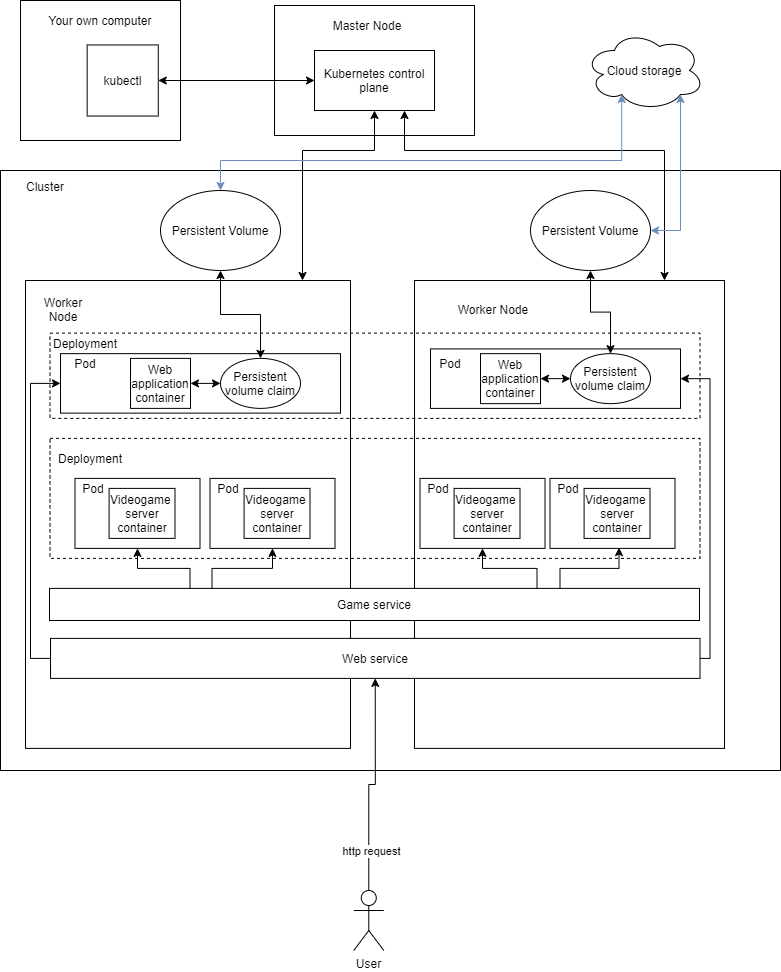 Your own computer
kubectl
Master Node
Kubernetes control
plane
Cloud storage
Cluster
Persistent Volume
Persistent Volume
Worker
Node
Worker Node
Deployment
Pod
Web
application
container
Persistent
volume claim
Pod
Web
application
container
Persistent
volume claim
Deployment
Pod
Videogame
server
container
Pod
Videogame
server
container
Pod
Videogame
server
container
Pod
Videogame
server
container
Game service
Web service
http request
User